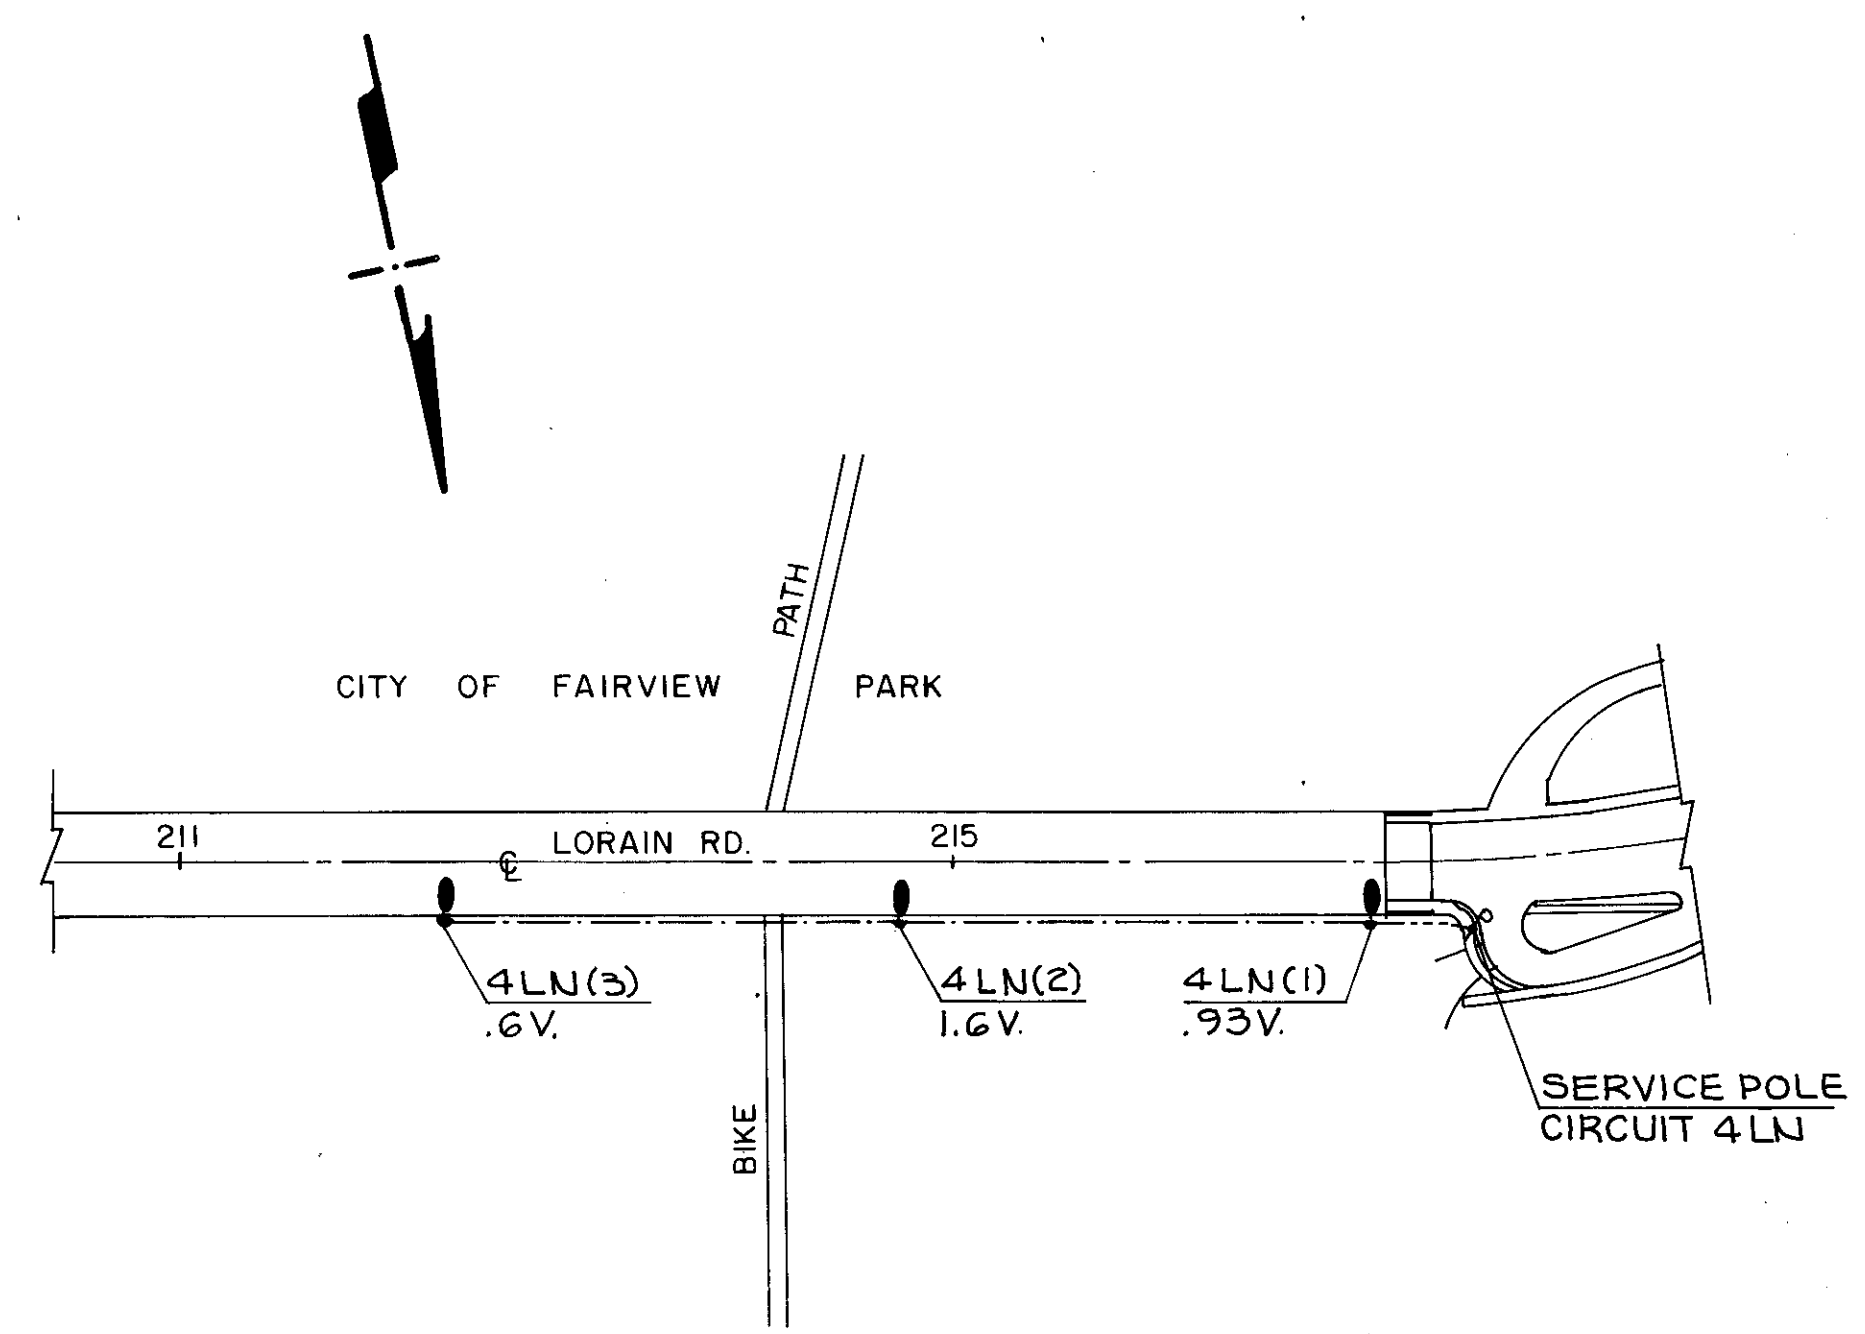 PATH
CITY OF FAIRVIEW PARK
211
215
℄
LORAIN RD.
4LN(3)
.6V.
4LN(2)
1.6V.
4LN(1)
.93V.
SERVICE POLE
CIRCUIT 4LN
BIKE